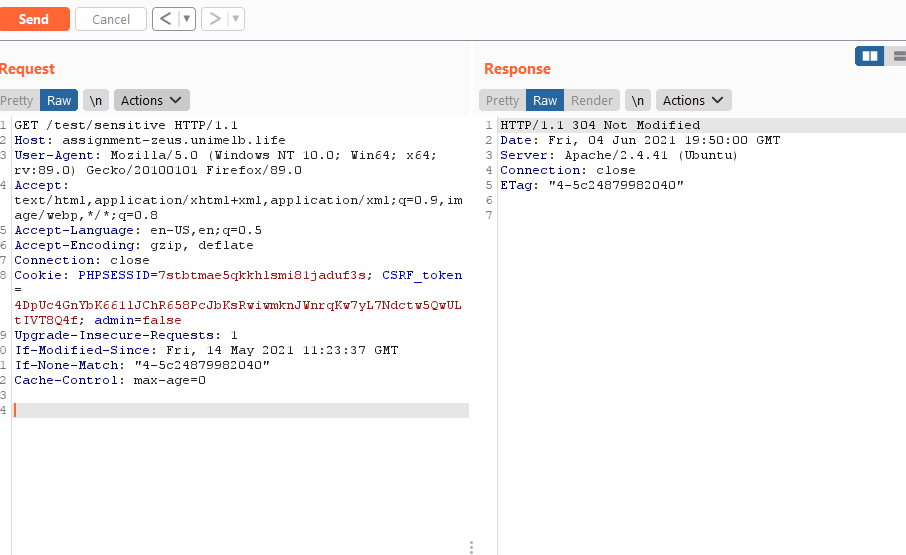 Send Cancel < >
Request
Pretty Raw \n Actions
1 GET /test/sensitive HTTP/1.1
2 Host: assignment-zeus.unimelb.life
3 User-Agent: Mozilla/5.0 (Windows NT 10.0; Win64; x64;
rv:89.0) Gecko/20100101 Firefox/89.0
4 Accept:
text/html,application/xhtml+xml,application/xml;q=0.9,im
age/webp,*/*;q=0.8
5 Accept-Language: en-US,en;q=0.5
6 Accept-Encoding: gzip, deflate
7 Connection: close
8 Cookie: PHPSESSID=7stbtmae5qkkhlsmi81jaduf3s; CSRF_token
=
4DpUc4GnYbK661lJChR658PcJbKsRwiwmknJWnrqKw7yL7Ndctw5QwUL
tIVT8Q4f; admin=false
9 Upgrade-Insecure-Requests: 1
0 If-Modified-Since: Fri, 14 May 2021 11:23:37 GMT
1 If-None-Match: "4-5c24879982040"
2 Cache-Control: max-age=0
3
4
Response
Pretty Raw Render \n Actions
1 HTTP/1.1 304 Not Modified
2 Date: Fri, 04 Jun 2021 19:50:00 GMT
3 Server: Apache/2.4.41 (Ubuntu)
4 Connection: close
5 ETag: "4-5c24879982040"
6
7